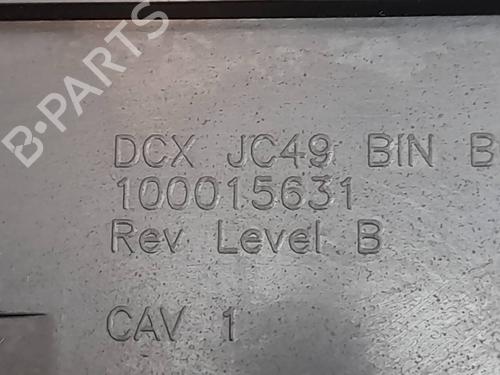 B-PARTS
DCX JC49 BIN B
100015631
Rev Level B
CAV 1